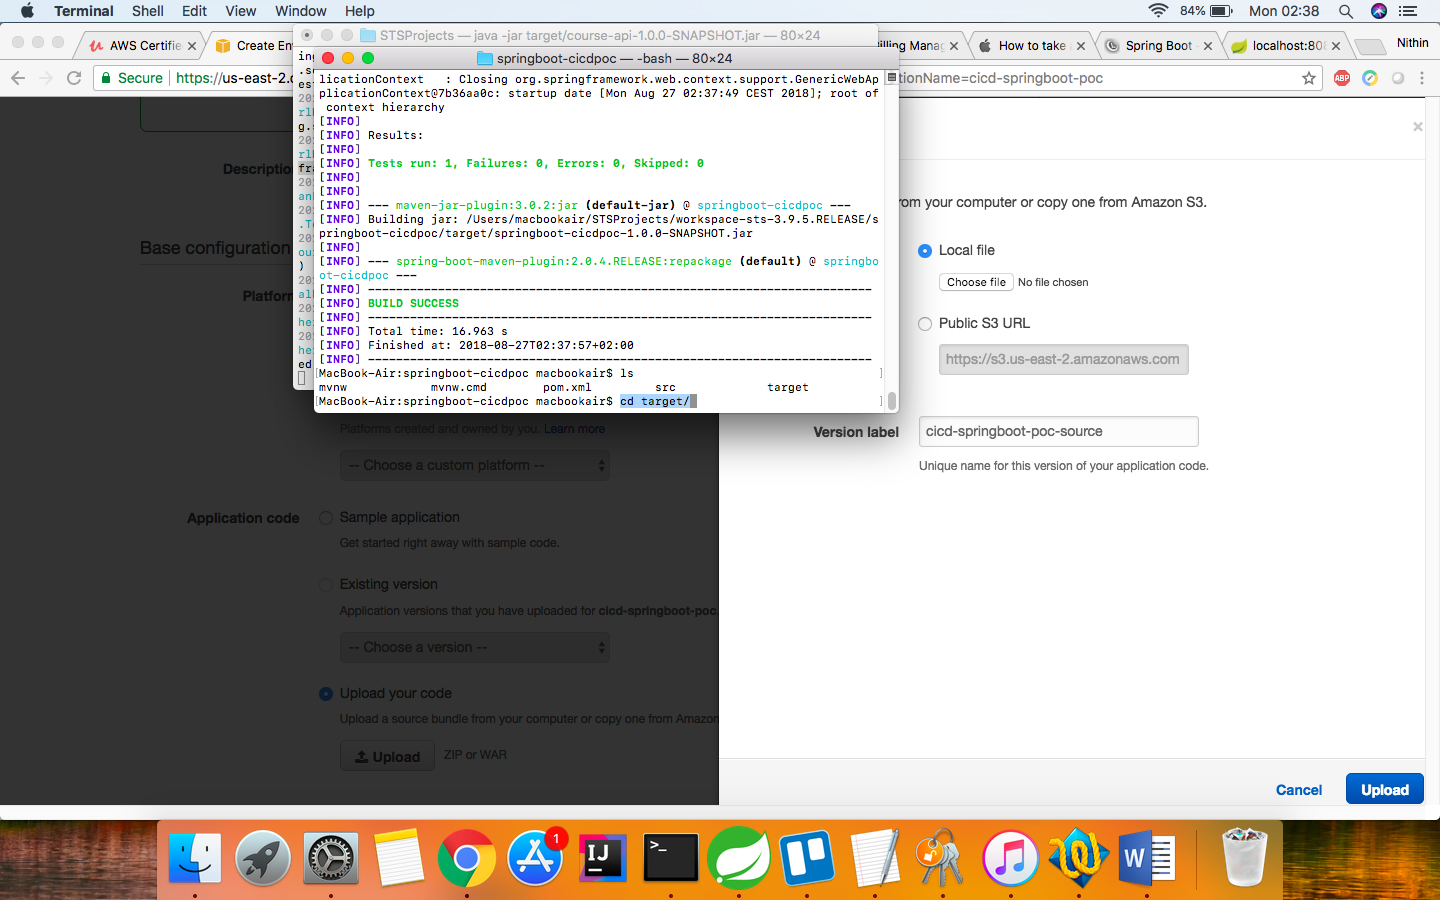 Terminal Shell Edit View Window Help 84% Mon 02:38
AWS Certifie
Create En
STSProjects — java -jar target/course-api-1.0.0-SNAPSHOT.jar — 80×24
illing Manag
How to take
Spring Boot -
localhost:808
Nithin
springboot-cicdpoc — -bash — 80×24
Secure https://us-east-2.c
tionName=cicd-springboot-poc
ABP
licationContext : Closing org.springframework.web.context.support.GenericWebAp
plicationContext@7b36aa0c: startup date [Mon Aug 27 02:37:49 CEST 2018]; root of
context hierarchy
[INFO]
[INFO] Results:
[INFO]
[INFO] Tests run: 1, Failures: 0, Errors: 0, Skipped: 0
[INFO]
[INFO]
[INFO] --- maven-jar-plugin:3.0.2:jar (default-jar) @ springboot-cicdpoc ---
[INFO] Building jar: /Users/macbookair/STSProjects/workspace-sts-3.9.5.RELEASE/s
pringboot-cicdpoc/target/springboot-cicdpoc-1.0.0-SNAPSHOT.jar
[INFO]
[INFO] --- spring-boot-maven-plugin:2.0.4.RELEASE:repackage (default) @ springbo
ot-cicdpoc ---
[INFO] ------------------------------------------------------------------------
[INFO] BUILD SUCCESS
[INFO] ------------------------------------------------------------------------
[INFO] Total time: 16.963 s
[INFO] Finished at: 2018-08-27T02:37:57+02:00
[INFO] ------------------------------------------------------------------------
[MacBook-Air:springboot-cicdpoc macbookair$ ls ]
mvnw mvnw.cmd pom.xml src target
[MacBook-Air:springboot-cicdpoc macbookair$ cd target/ ]
Description
Base configuration
Platform
Platforms created and owned by you. Learn more
-- Choose a custom platform --
Application code
Sample application
Get started right away with sample code.
Existing version
Application versions that you have uploaded for cicd-springboot-poc.
-- Choose a version --
Upload your code
Upload a source bundle from your computer or copy one from Amazon
Upload ZIP or WAR
×
rom your computer or copy one from Amazon S3.
Local file
Choose file No file chosen
Public S3 URL
https://s3.us-east-2.amazonaws.com
Version label cicd-springboot-poc-source
Unique name for this version of your application code.
Cancel Upload
1
IJ
>_
W